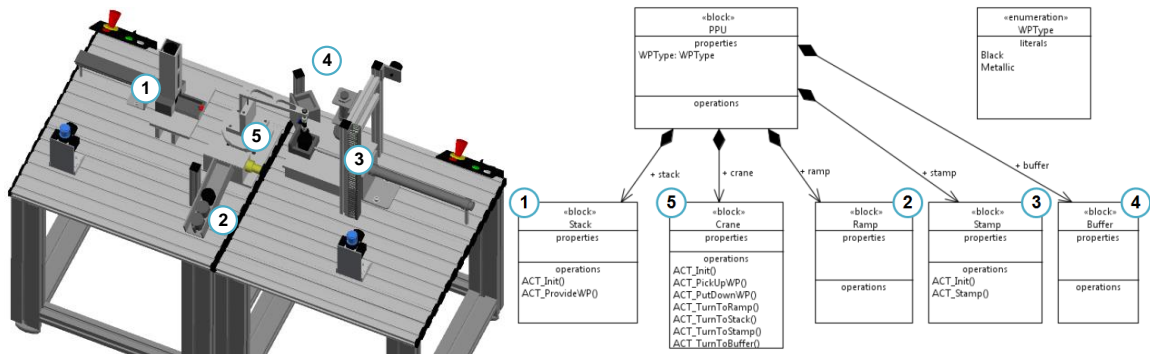 1
5
2
4
3
«block»
PPU
properties
WPType: WPType
operations
«enumeration»
WPType
literals
Black
Metallic
+ stack
+ crane
+ ramp
+ stamp
+ buffer
1
«block»
Stack
properties
operations
ACT_Init()
ACT_ProvideWP()
5
«block»
Crane
properties
operations
ACT_Init()
ACT_PickUpWP()
ACT_PutDownWP()
ACT_TurnToRamp()
ACT_TurnToStack()
ACT_TurnToStamp()
ACT_TurnToBuffer()
2
«block»
Ramp
properties
operations
3
«block»
Stamp
properties
operations
ACT_Init()
ACT_Stamp()
4
«block»
Buffer
properties
operations